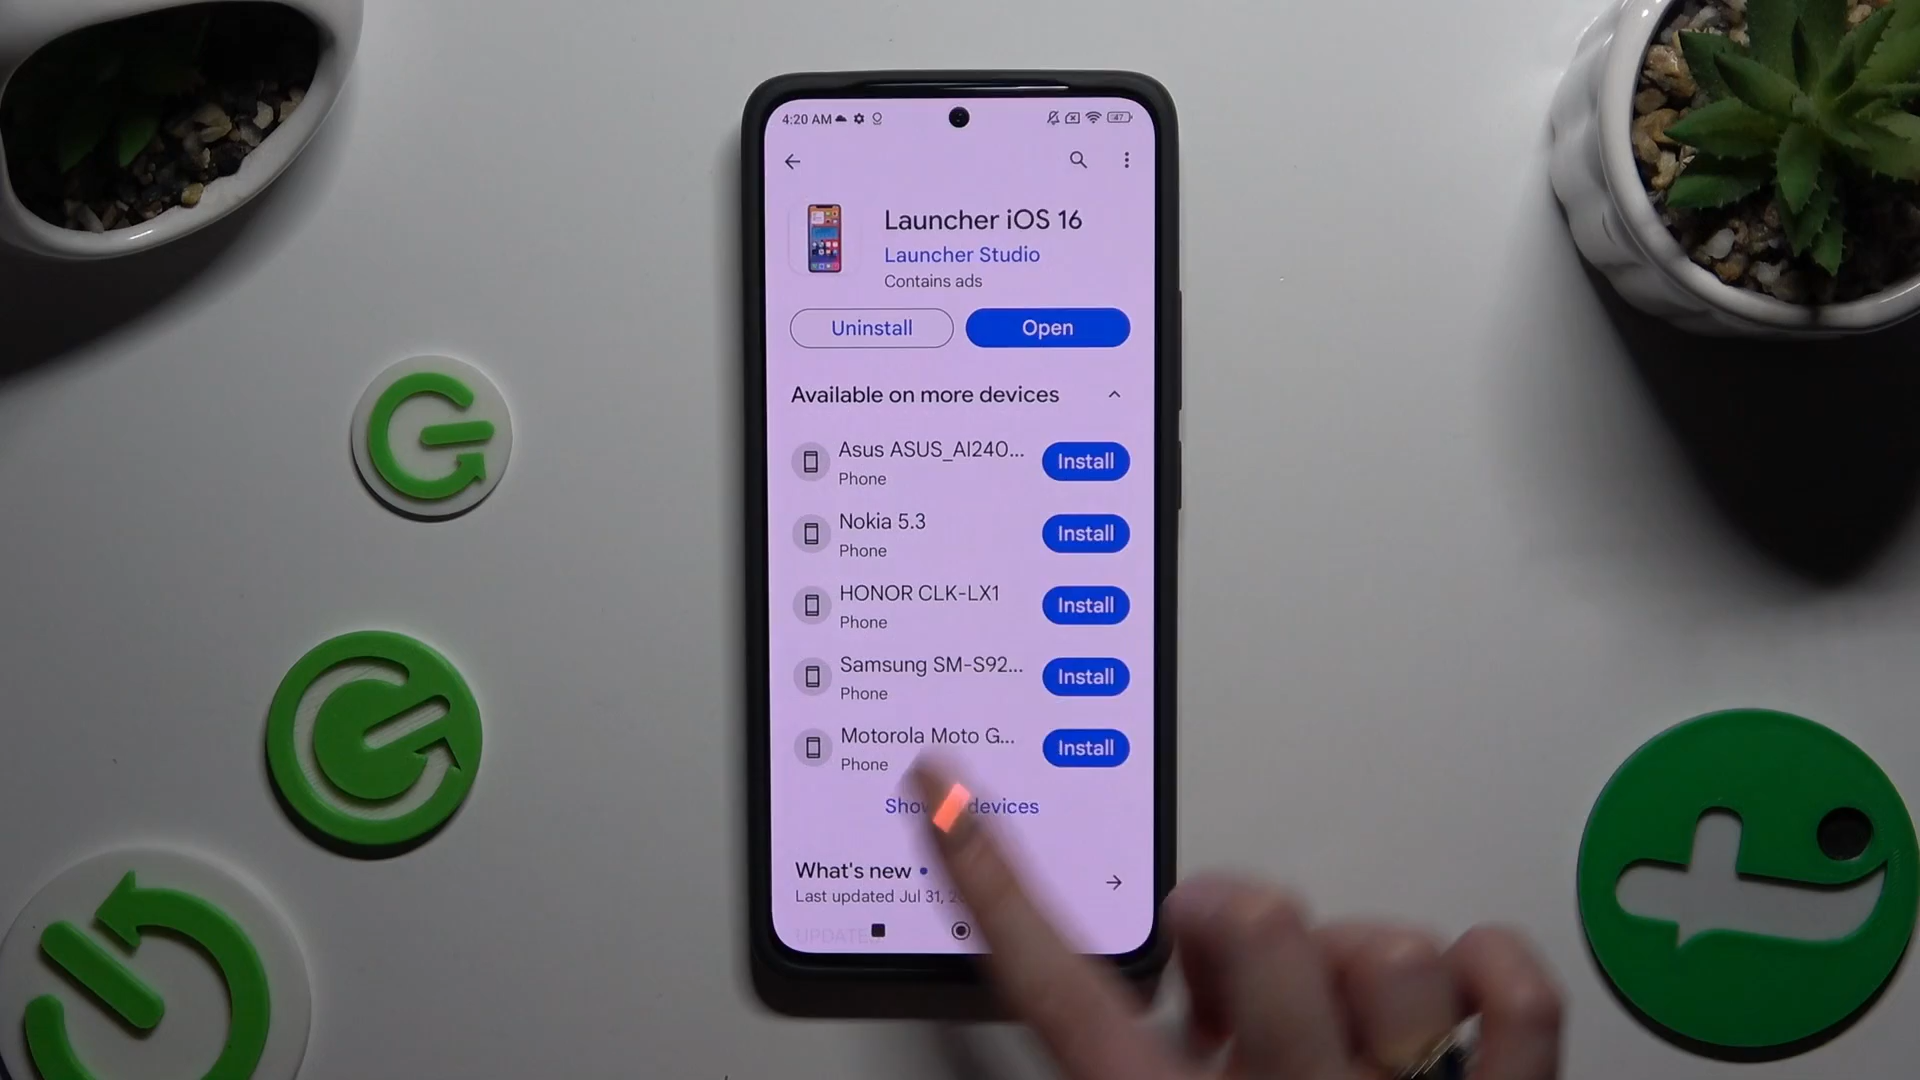 4:20 AM
47
Launcher iOS 16
Launcher Studio
Contains ads
Uninstall
Open
Available on more devices
Asus ASUS_AI240...
Phone
Install
Nokia 5.3
Phone
Install
HONOR CLK-LX1
Phone
Install
Samsung SM-S92...
Phone
Install
Motorola Moto G...
Phone
Install
devices
What's new
Last updated Jul 31,
UPDATE